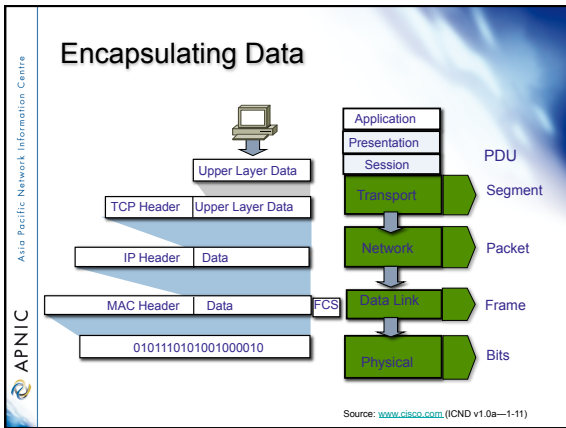 Encapsulating Data
Asia Pacific Network Information Centre
APNIC
Upper Layer Data
TCP Header Upper Layer Data
IP Header Data
MAC Header Data FCS
0101110101001000010
Application
Presentation
Session
PDU
Transport Segment
Network Packet
Data Link Frame
Physical Bits
Source: www.cisco.com (ICND v1.0a—1-11)